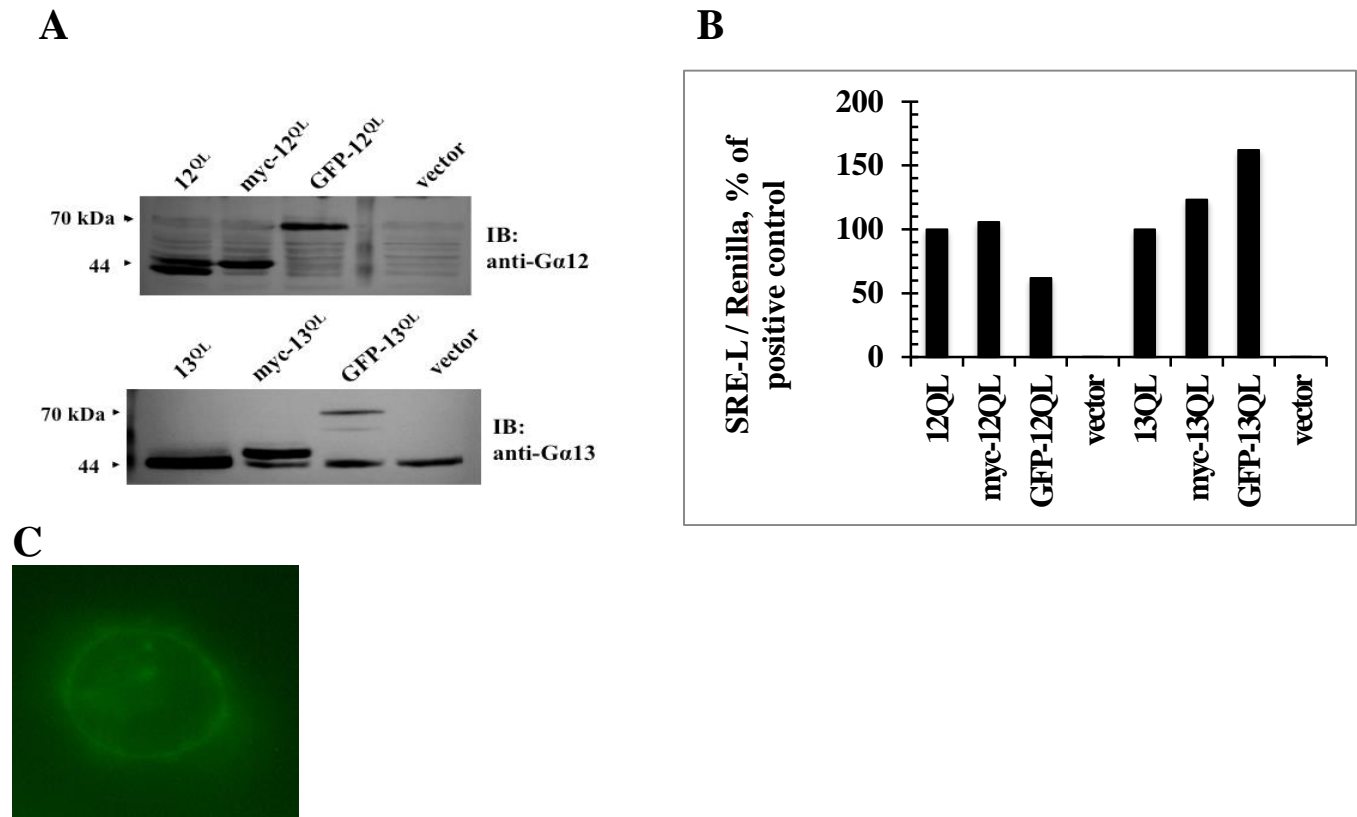 A
12QL
myc-12QL
GFP-12QL
vector
70 kDa
44
IB:
anti-Gα12
13QL
myc-13QL
GFP-13QL
vector
70 kDa
44
IB:
anti-Gα13
B
SRE-L / Renilla, % of
positive control
200
150
100
50
0
12QL
myc-12QL
GFP-12QL
vector
13QL
myc-13QL
GFP-13QL
vector
C